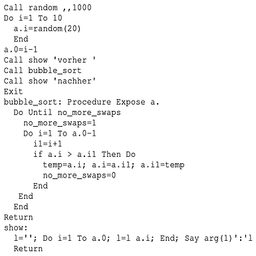 Call random ,,1000
Do i=1 To 10
a.i=random(20)
End
a.0=i-1
Call show 'vorher '
Call bubble_sort
Call show 'nachher'
Exit
bubble_sort: Procedure Expose a.
Do Until no_more_swaps
no_more_swaps=1
Do i=1 To a.0-1
i1=i+1
if a.i > a.i1 Then Do
temp=a.i; a.i=a.i1; a.i1=temp
no_more_swaps=0
End
End
End
Return
show:
l=''; Do i=1 To a.0; l=l a.i; End; Say arg(1)':'l
Return